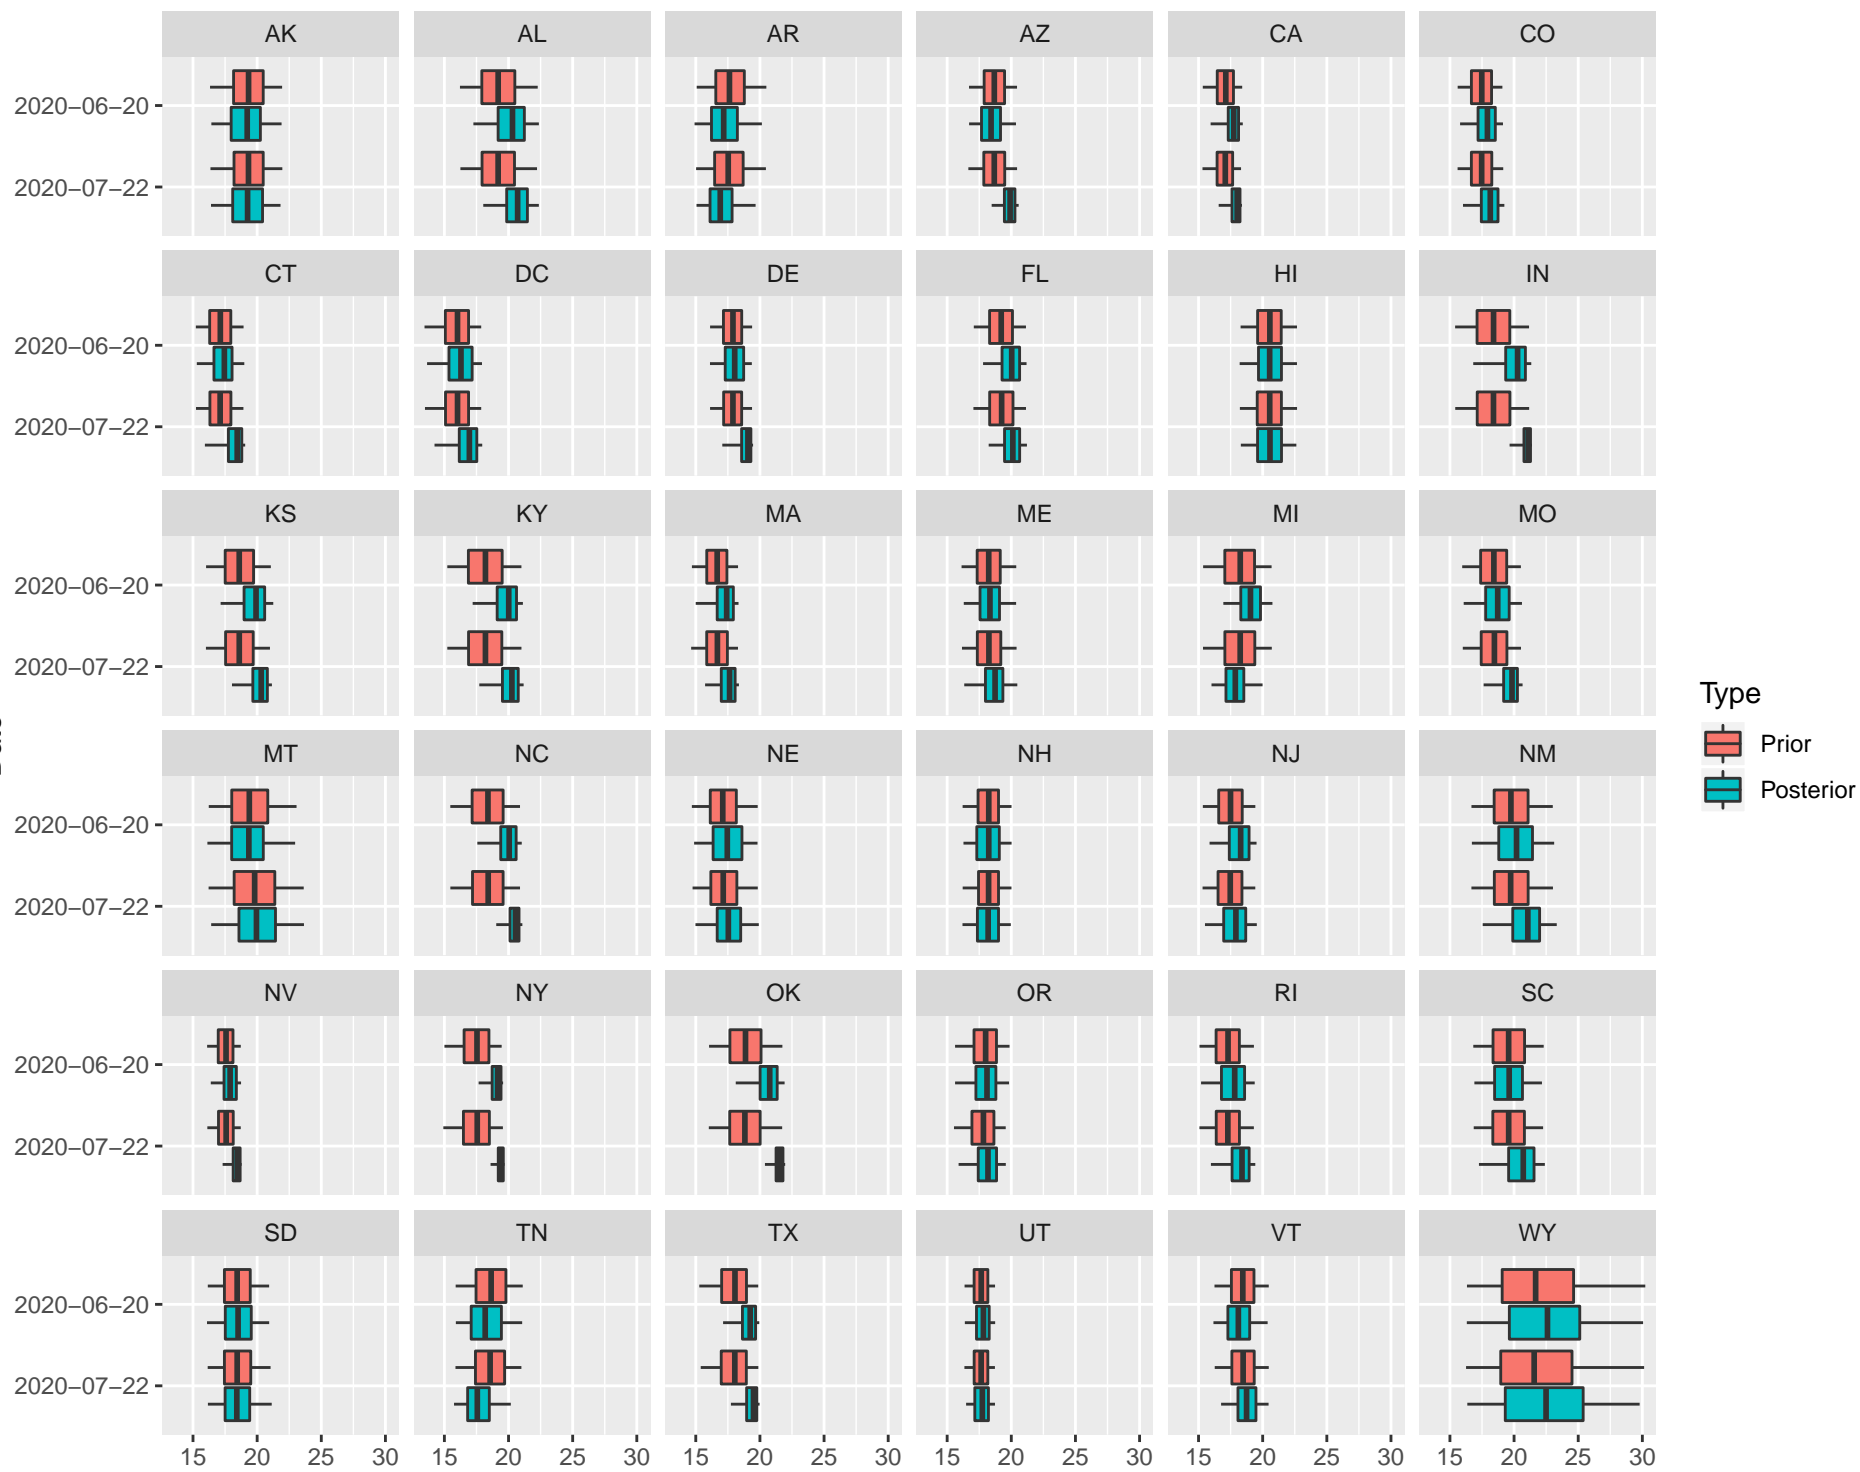 AK AL AR AZ CA CO
2020−06−20
2020−07−22
CT DC DE FL HI IN
2020−06−20
2020−07−22
KS KY MA ME MI MO
2020−06−20
2020−07−22
Type
Prior
Posterior
MT NC NE NH NJ NM
2020−06−20
2020−07−22
NV NY OK OR RI SC
2020−06−20
2020−07−22
SD TN TX UT VT WY
2020−06−20
2020−07−22
15 20 25 30 15 20 25 30 15 20 25 30 15 20 25 30 15 20 25 30 15 20 25 30